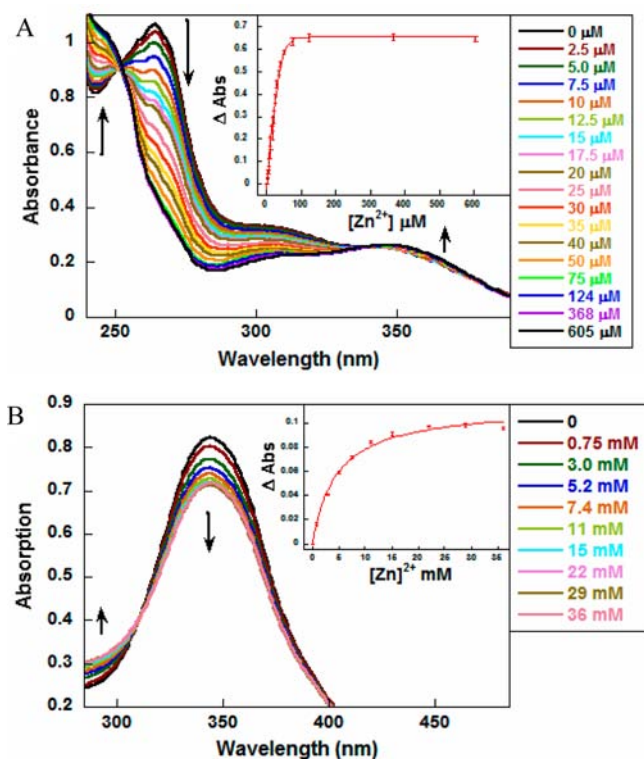 A
1
0.8
0.6
0.4
0.2
0
Absorbance
250
300
350
Wavelength (nm)
0.7
0.6
0.5
0.4
0.3
0.2
0.1
0
Δ Abs
0 100 200 300 400 500 600 700
[Zn²⁺] µM
0 µM
2.5 µM
5.0 µM
7.5 µM
10 µM
12.5 µM
15 µM
17.5 µM
20 µM
25 µM
30 µM
35 µM
40 µM
50 µM
75 µM
124 µM
368 µM
605 µM
B
0.9
0.8
0.7
0.6
0.5
0.4
0.3
0.2
Absorption
300 350 400 450
Wavelength (nm)
0.1
0.08
0.06
0.04
0.02
0
Δ Abs
0 6 12 18 24 30 36
[Zn]²⁺ mM
0
0.75 mM
3.0 mM
5.2 mM
7.4 mM
11 mM
15 mM
22 mM
29 mM
36 mM